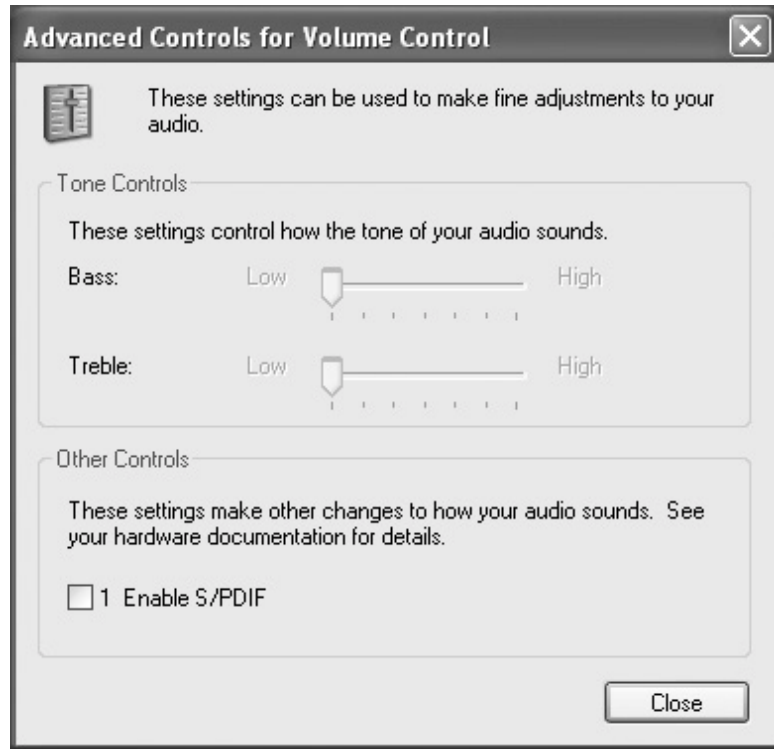 Advanced Controls for Volume Control
These settings can be used to make fine adjustments to your
audio.
Tone Controls
These settings control how the tone of your audio sounds.
Bass: Low High
Treble: Low High
Other Controls
These settings make other changes to how your audio sounds. See
your hardware documentation for details.
1 Enable S/PDIF
Close